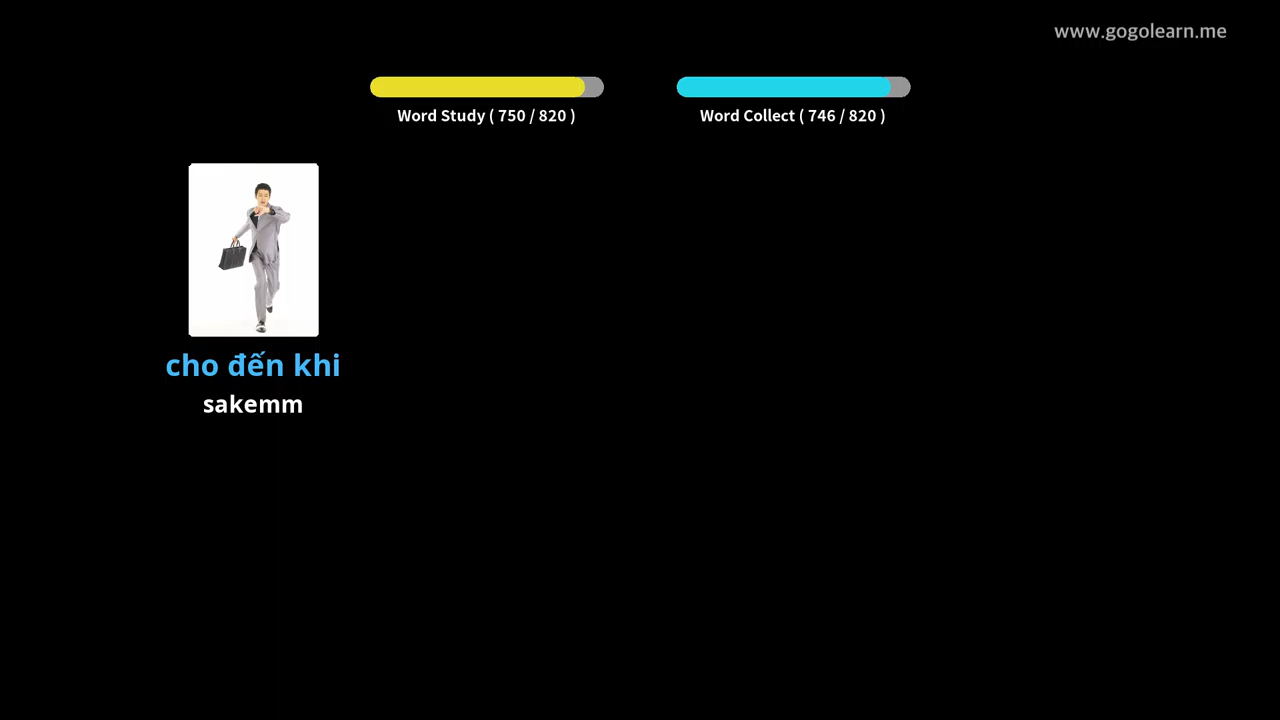 www.gogolearn.me
Word Study ( 750 / 820 )
Word Collect ( 746 / 820 )
cho đến khi
sakemm